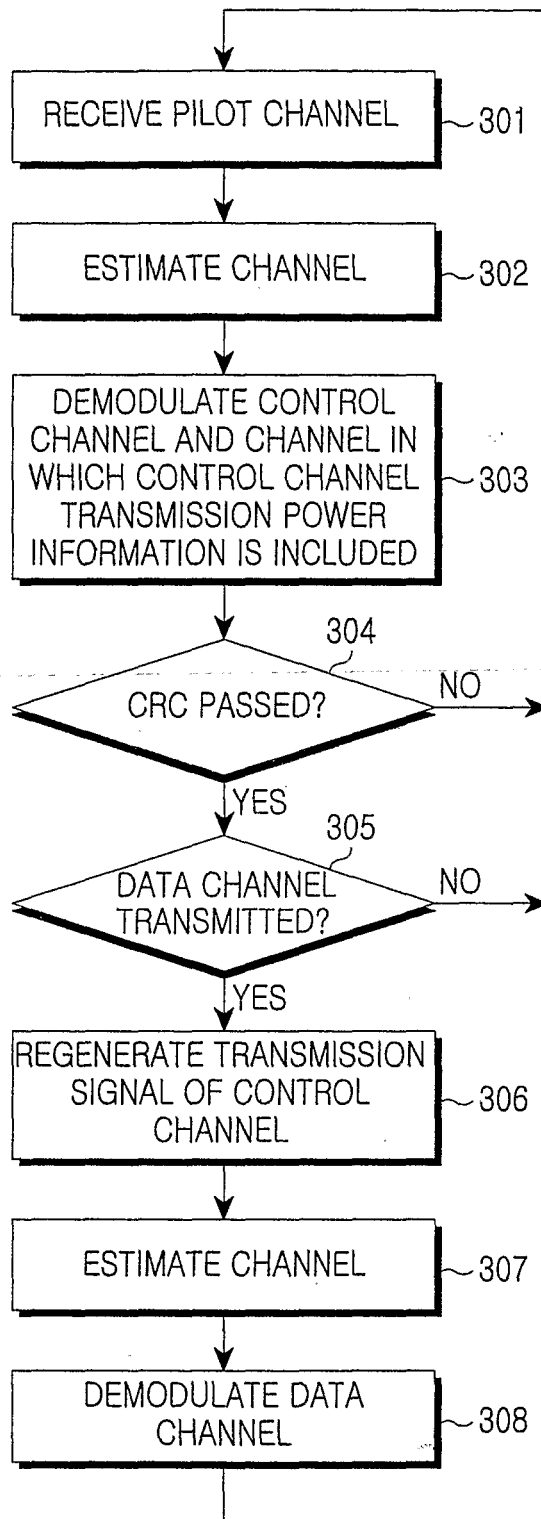 RECEIVE PILOT CHANNEL
301
ESTIMATE CHANNEL
302
DEMODULATE CONTROL
CHANNEL AND CHANNEL IN
WHICH CONTROL CHANNEL
TRANSMISSION POWER
INFORMATION IS INCLUDED
303
304
CRC PASSED?
NO
YES
305
DATA CHANNEL
TRANSMITTED?
NO
YES
REGENERATE TRANSMISSION
SIGNAL OF CONTROL
CHANNEL
306
ESTIMATE CHANNEL
307
DEMODULATE DATA
CHANNEL
308